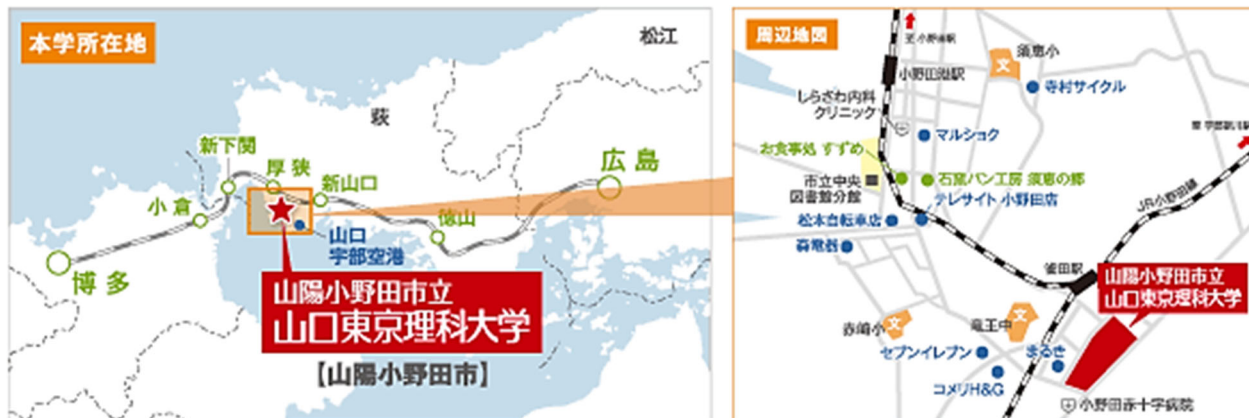 本学所在地
松江
萩
新下関
厚狭
新山口
広島
小倉
徳山
博多
山口
宇部空港
山陽小野田市立
山口東京理科大学
【山陽小野田市】
周辺地図
須恵小
文
小野田港駅
寺村サイクル
しらさわ内科
クリニック
マルショク
お食事処 すずめ
石窯パン工房 須恵の郷
市立中央
図書館分館
テレサイト 小野田店
松本自転車店
森電器
JR小野田線
雀田駅
山陽小野田市立
山口東京理科大学
赤崎小
文
竜王中
文
セブンイレブン
まるき
コメリH&G
小野田赤十字病院